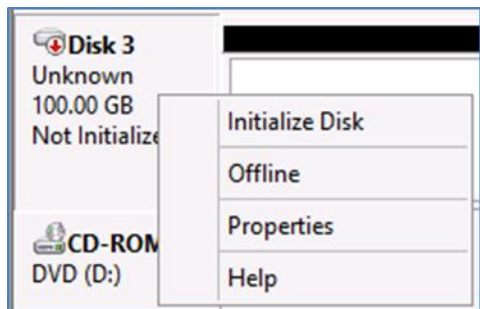 Disk 3
Unknown
100.00 GB
Not Initialize
Initialize Disk
Offline
Properties
Help
CD-ROM
DVD (D:)